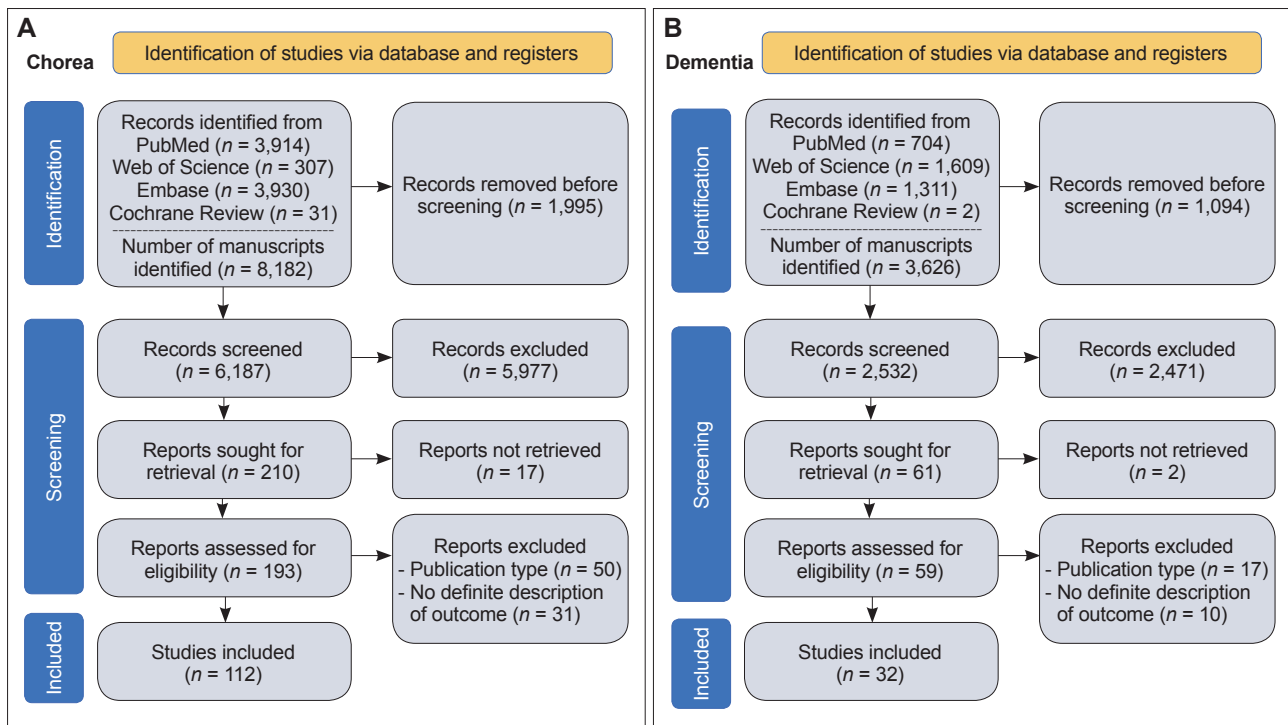 A
Chorea
Identification of studies via database and registers
Identification
Records identified from
PubMed (n = 3,914)
Web of Science (n = 307)
Embase (n = 3,930)
Cochrane Review (n = 31)
Number of manuscripts
identified (n = 8,182)
Records removed before
screening (n = 1,995)
Screening
Records screened
(n = 6,187)
Records excluded
(n = 5,977)
Reports sought for
retrieval (n = 210)
Reports not retrieved
(n = 17)
Reports assessed for
eligibility (n = 193)
Reports excluded
- Publication type (n = 50)
- No definite description
of outcome (n = 31)
Included
Studies included
(n = 112)
B
Dementia
Identification of studies via database and registers
Identification
Records identified from
PubMed (n = 704)
Web of Science (n = 1,609)
Embase (n = 1,311)
Cochrane Review (n = 2)
Number of manuscripts
identified (n = 3,626)
Records removed before
screening (n = 1,094)
Screening
Records screened
(n = 2,532)
Records excluded
(n = 2,471)
Reports sought for
retrieval (n = 61)
Reports not retrieved
(n = 2)
Reports assessed for
eligibility (n = 59)
Reports excluded
- Publication type (n = 17)
- No definite description
of outcome (n = 10)
Included
Studies included
(n = 32)